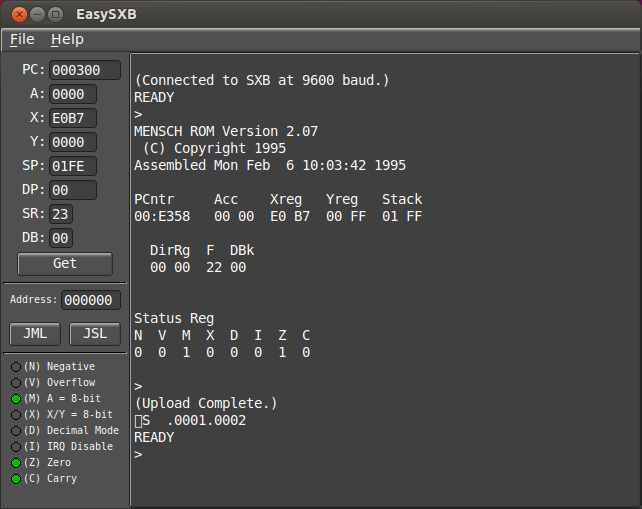 EasySXB
File Help
PC: 000300
A: 0000
X: E0B7
Y: 0000
SP: 01FE
DP: 00
SR: 23
DB: 00
Get
Address: 000000
JML JSL
(N) Negative
(V) Overflow
(M) A = 8-bit
(X) X/Y = 8-bit
(D) Decimal Mode
(I) IRQ Disable
(Z) Zero
(C) Carry
(Connected to SXB at 9600 baud.)
READY
>
MENSCH ROM Version 2.07
(C) Copyright 1995
Assembled Mon Feb  6 10:03:42 1995
PCntr     Acc    Xreg   Yreg   Stack
00:E358   00 00  E0 B7  00 FF  01 FF
DirRg  F  DBk
00 00  22 00
Status Reg
N  V  M  X  D  I  Z  C
0  0  1  0  0  0  1  0
>
(Upload Complete.)
S  .0001.0002
READY
>